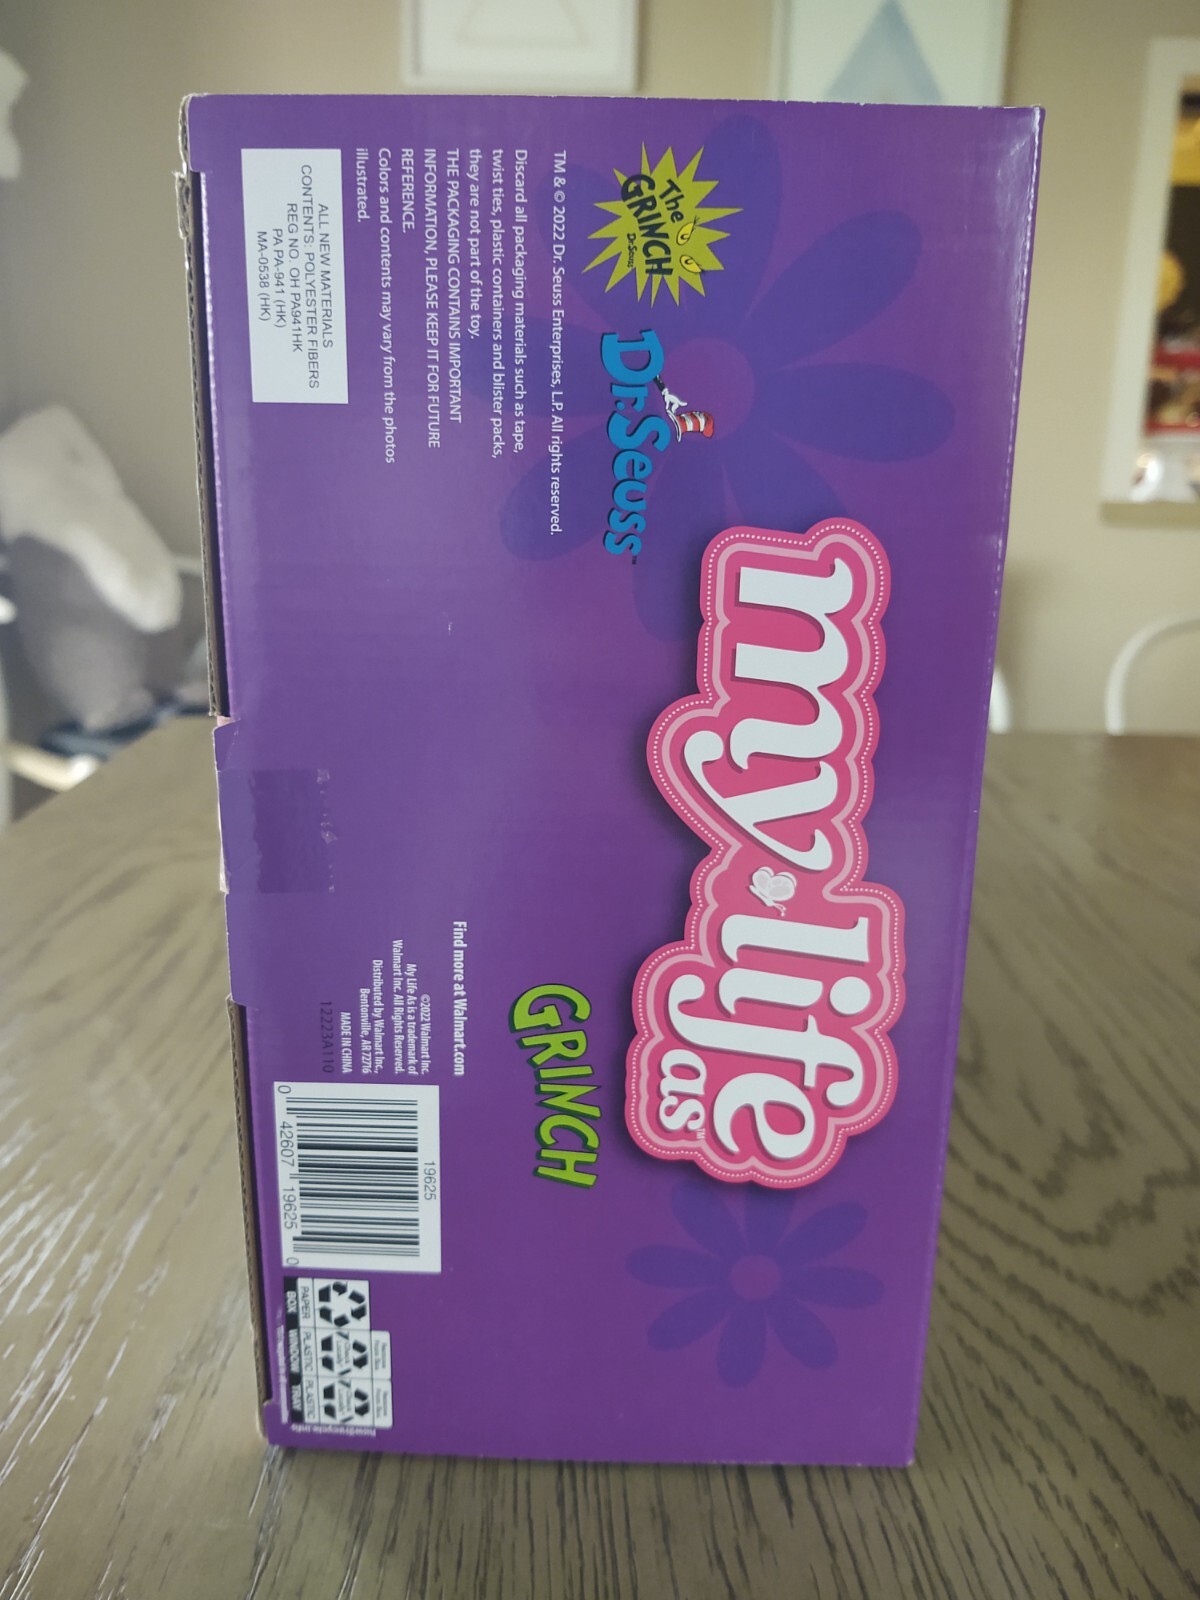 my life
as™
The
GRINCH
Dr. Seuss
Dr. Seuss™
GRINCH
TM & © 2022 Dr. Seuss Enterprises, L.P. All rights reserved.
Discard all packaging materials such as tape,
twist ties, plastic containers and blister packs,
they are not part of the toy.
THE PACKAGING CONTAINS IMPORTANT
INFORMATION, PLEASE KEEP IT FOR FUTURE
REFERENCE.
Colors and contents may vary from the photos
illustrated.
ALL NEW MATERIALS
CONTENTS: POLYESTER FIBERS
REG NO. OH PA941HK
PA PA-941 (HK)
MA-0538 (HK)
Find more at Walmart.com
©2022 Walmart Inc.
My Life As is a trademark of
Walmart Inc. All Rights Reserved.
Distributed by Walmart Inc.,
Bentonville, AR 72716
MADE IN CHINA
12223A110
19625
0 42607 19625 0
PAPER PLASTIC PLASTIC
BOX WINDOW TRAY
how2recycle.info